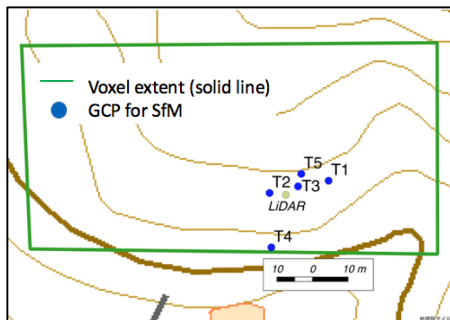 Voxel extent (solid line)
GCP for SfM
T5
T1
T2
T3
LiDAR
T4
10 0 10 m